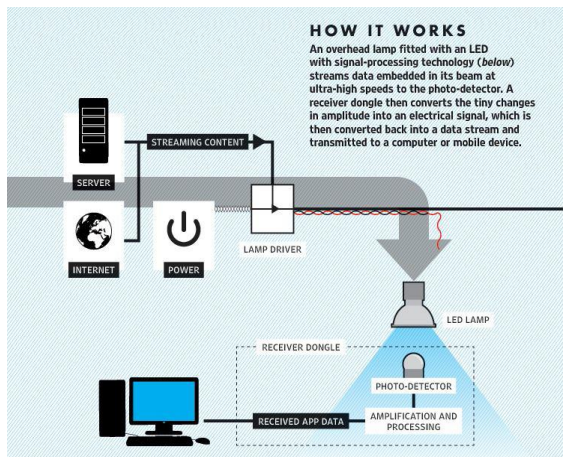 HOW IT WORKS
An overhead lamp fitted with an LED
with signal-processing technology (below)
streams data embedded in its beam at
ultra-high speeds to the photo-detector. A
receiver dongle then converts the tiny changes
in amplitude into an electrical signal, which is
then converted back into a data stream and
transmitted to a computer or mobile device.
STREAMING CONTENT
SERVER
INTERNET
POWER
LAMP DRIVER
LED LAMP
RECEIVER DONGLE
PHOTO-DETECTOR
RECEIVED APP DATA
AMPLIFICATION AND
PROCESSING